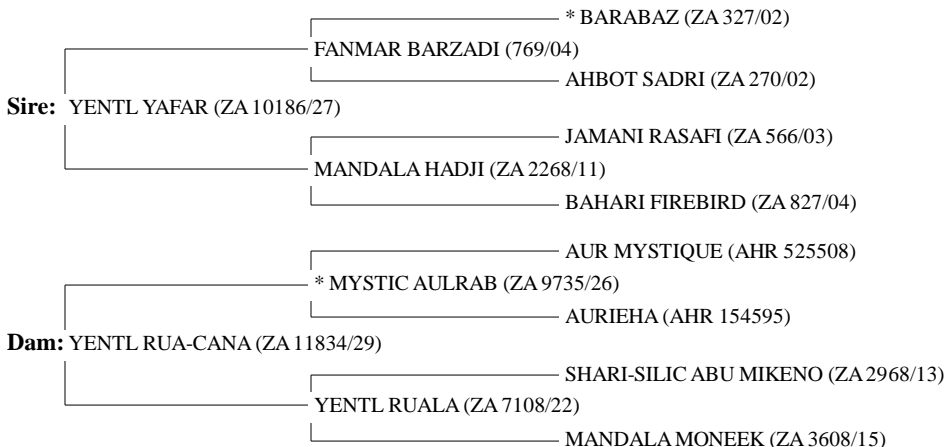 * BARABAZ (ZA 327/02)
FANMAR BARZADI (769/04)
AHBOT SADRI (ZA 270/02)
Sire: YENTL YAFAR (ZA 10186/27)
JAMANI RASAFI (ZA 566/03)
MANDALA HADJI (ZA 2268/11)
BAHARI FIREBIRD (ZA 827/04)
AUR MYSTIQUE (AHR 525508)
* MYSTIC AULRAB (ZA 9735/26)
AURIEHA (AHR 154595)
Dam: YENTL RUA-CANA (ZA 11834/29)
SHARI-SILIC ABU MIKENO (ZA 2968/13)
YENTL RUALA (ZA 7108/22)
MANDALA MONEEK (ZA 3608/15)